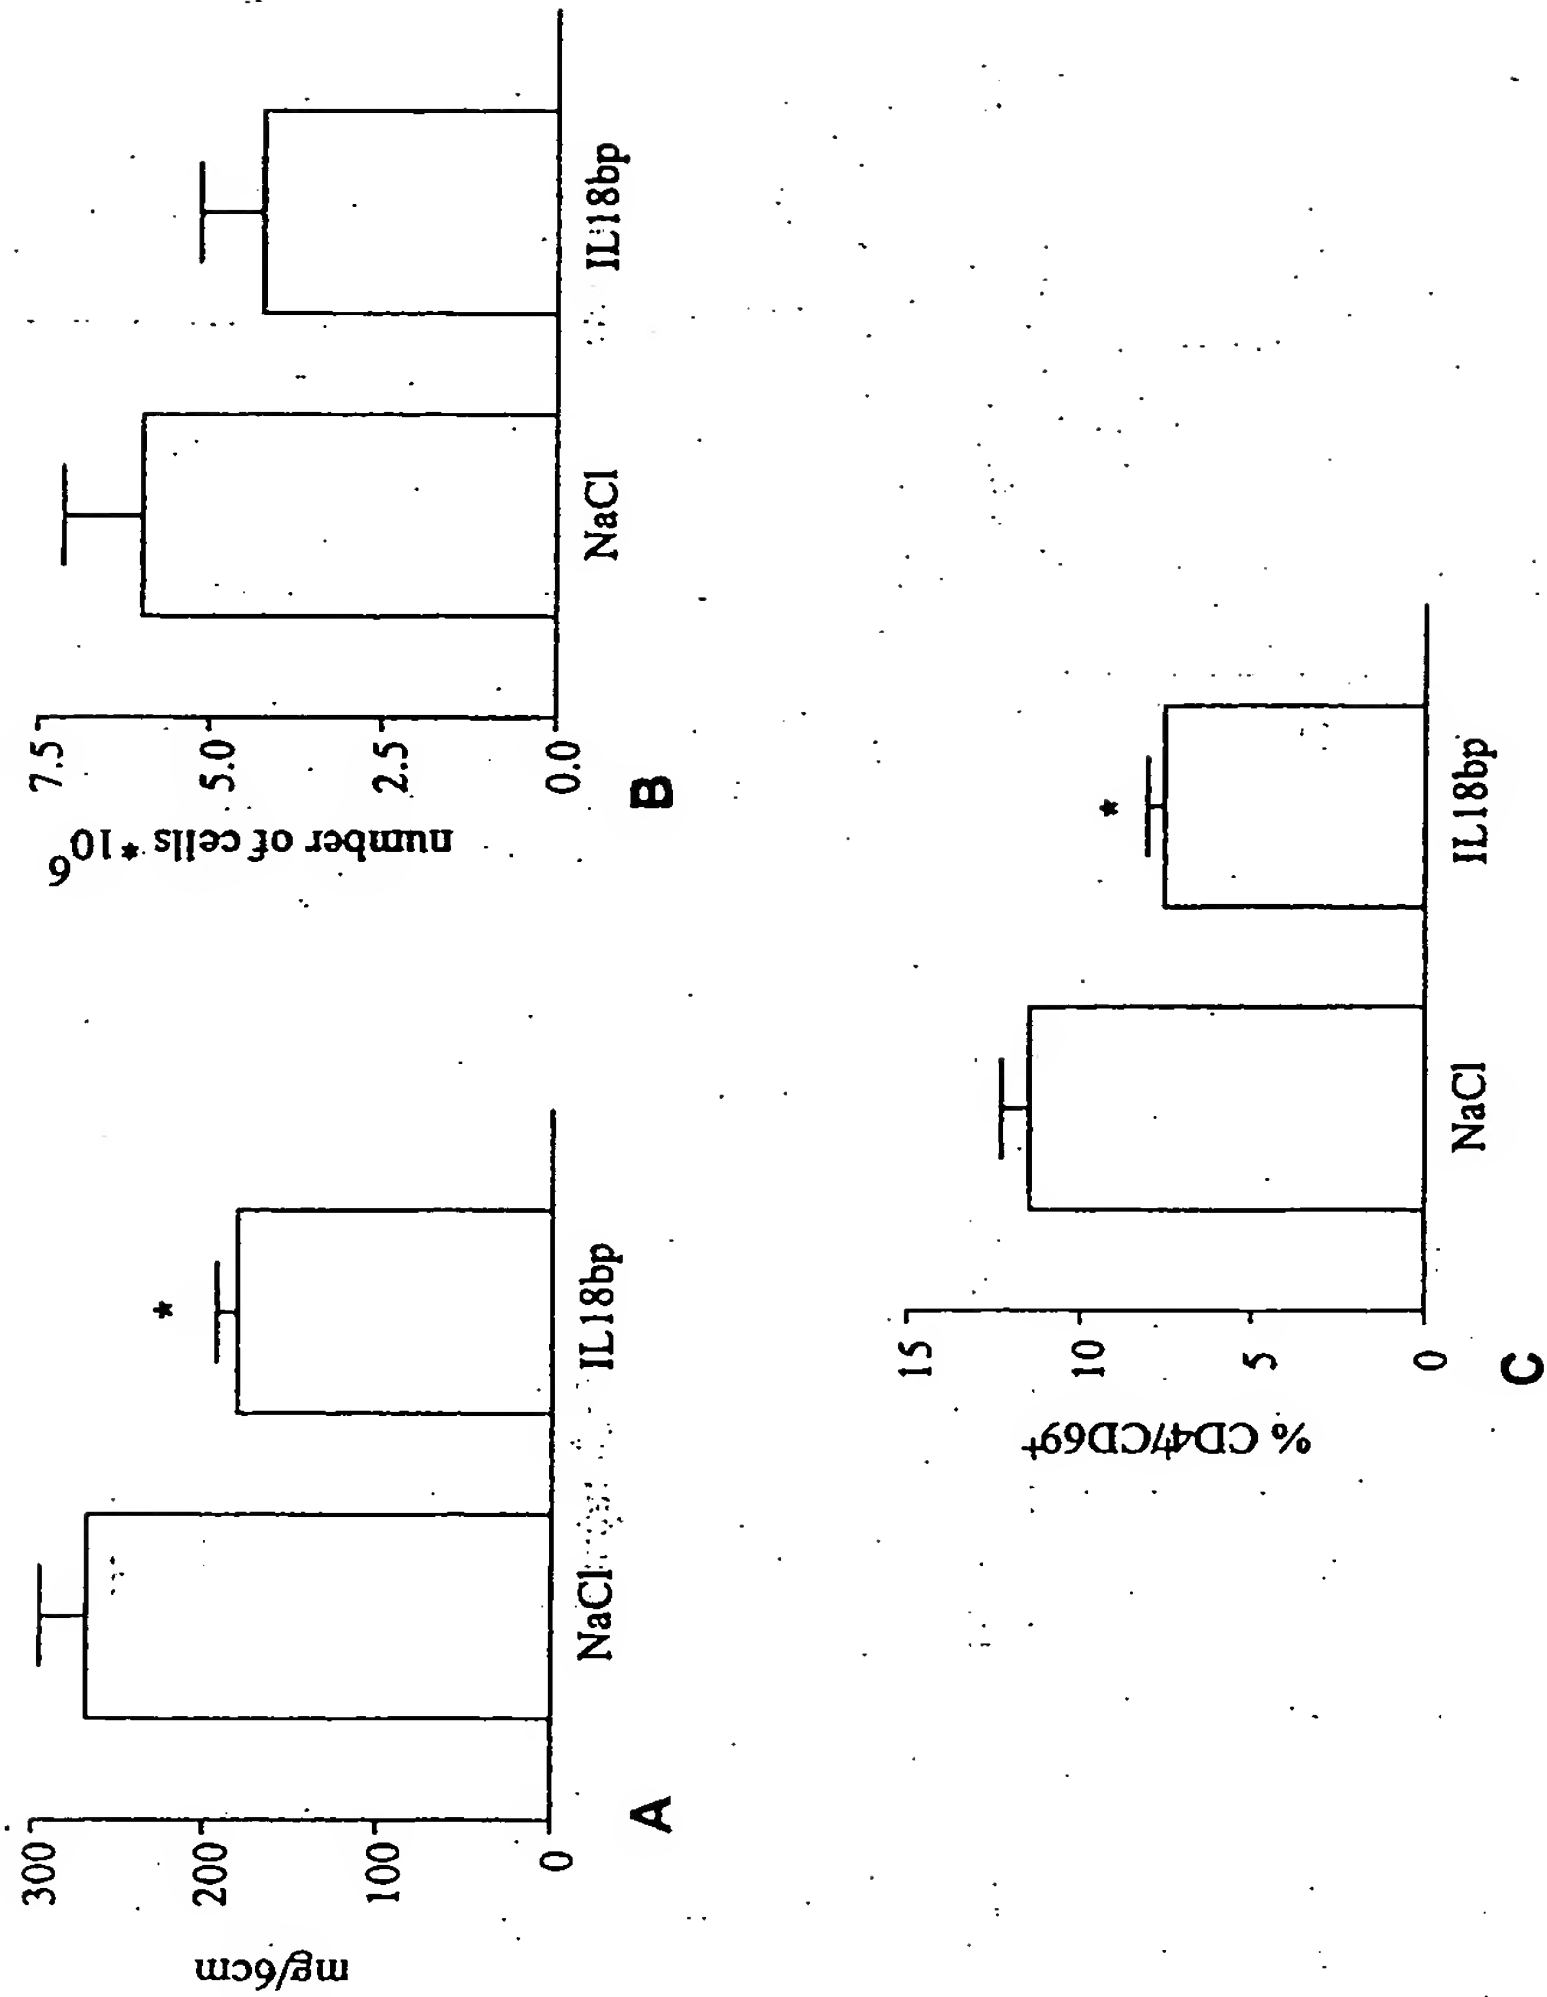 mg/6cm
300
200
100
0
NaCl
IL18bp
*
A
number of cells *10^6
7.5
5.0
2.5
0.0
NaCl
IL18bp
B
% CD4+/CD69+
15
10
5
0
NaCl
IL18bp
*
C